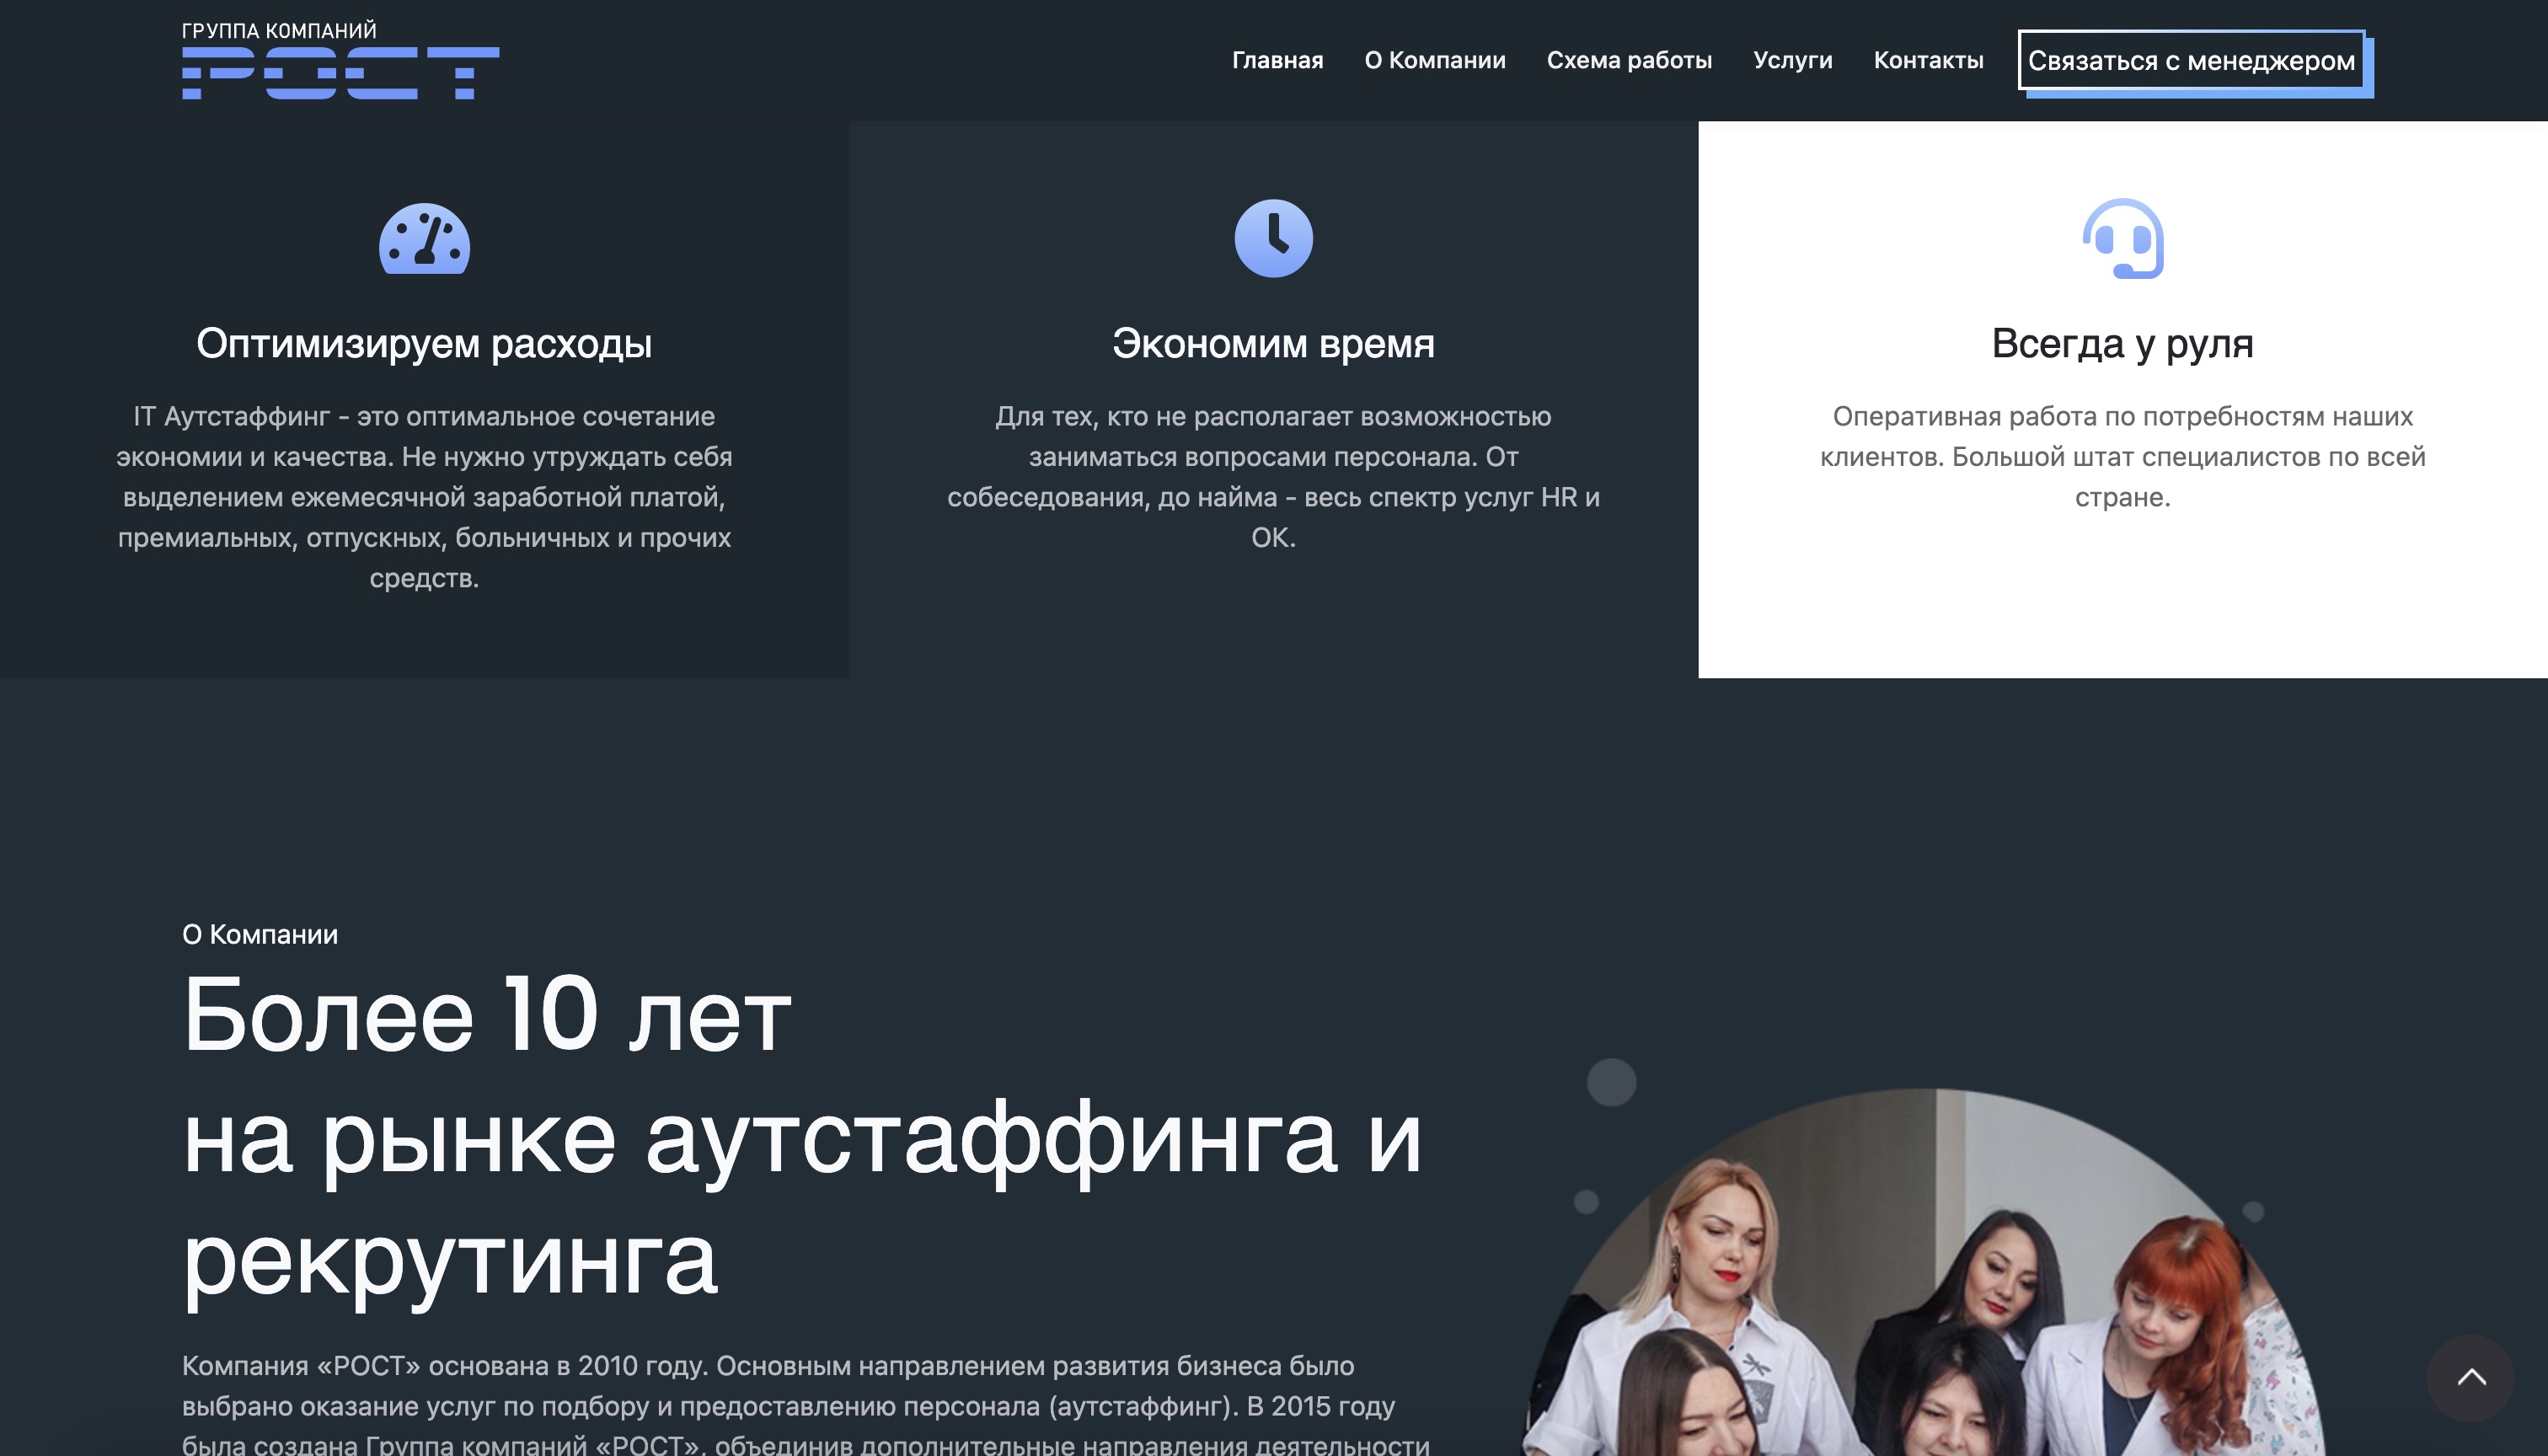 ГРУППА КОМПАНИЙ
РОСТ
Главная
О Компании
Схема работы
Услуги
Контакты
Связаться с менеджером
Оптимизируем расходы
IT Аутстаффинг - это оптимальное сочетание
экономии и качества. Не нужно утруждать себя
выделением ежемесячной заработной платой,
премиальных, отпускных, больничных и прочих
средств.
Экономим время
Для тех, кто не располагает возможностью
заниматься вопросами персонала. От
собеседования, до найма - весь спектр услуг HR и
ОК.
Всегда у руля
Оперативная работа по потребностям наших
клиентов. Большой штат специалистов по всей
стране.
О Компании
Более 10 лет
на рынке аутстаффинга и
рекрутинга
Компания «РОСТ» основана в 2010 году. Основным направлением развития бизнеса было
выбрано оказание услуг по подбору и предоставлению персонала (аутстаффинг). В 2015 году
была создана Группа компаний «РОСТ», объединив дополнительные направления деятельности